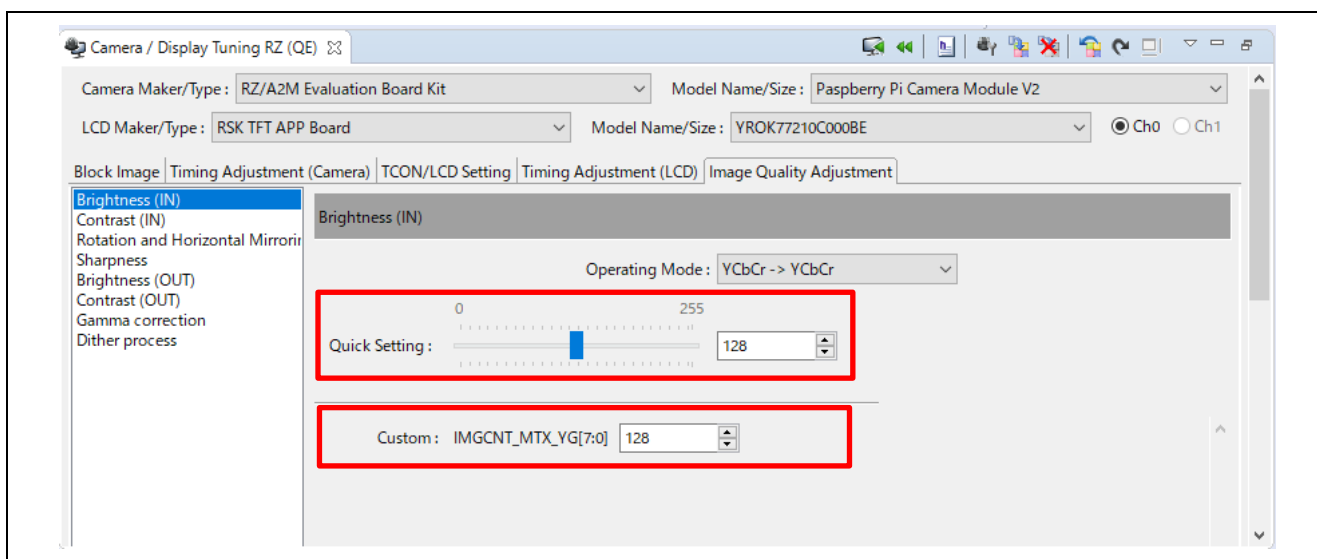 Camera / Display Tuning RZ (QE)
Camera Maker/Type : RZ/A2M Evaluation Board Kit Model Name/Size : Paspberry Pi Camera Module V2
LCD Maker/Type : RSK TFT APP Board Model Name/Size : YROK77210C000BE Ch0 Ch1
Block Image Timing Adjustment (Camera) TCON/LCD Setting Timing Adjustment (LCD) Image Quality Adjustment
Brightness (IN)
Contrast (IN)
Rotation and Horizontal Mirrorir
Sharpness
Brightness (OUT)
Contrast (OUT)
Gamma correction
Dither process
Brightness (IN)
Operating Mode : YCbCr -> YCbCr
0 255
Quick Setting : 128
Custom : IMGCNT_MTX_YG[7:0] 128